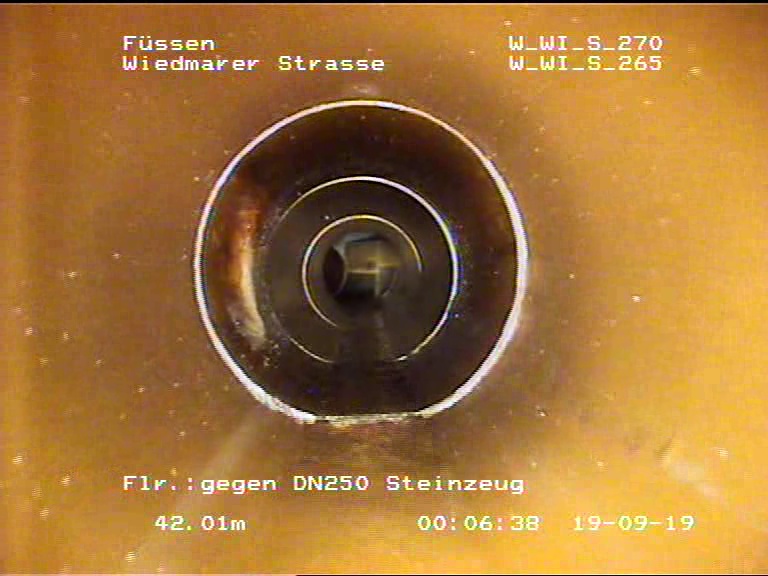 Füssen W_WI_S_270
Wiedmarer Strasse W_WI_S_265
Flr.:gegen DN250 Steinzeug
42.01m 00:06:38 19-09-19